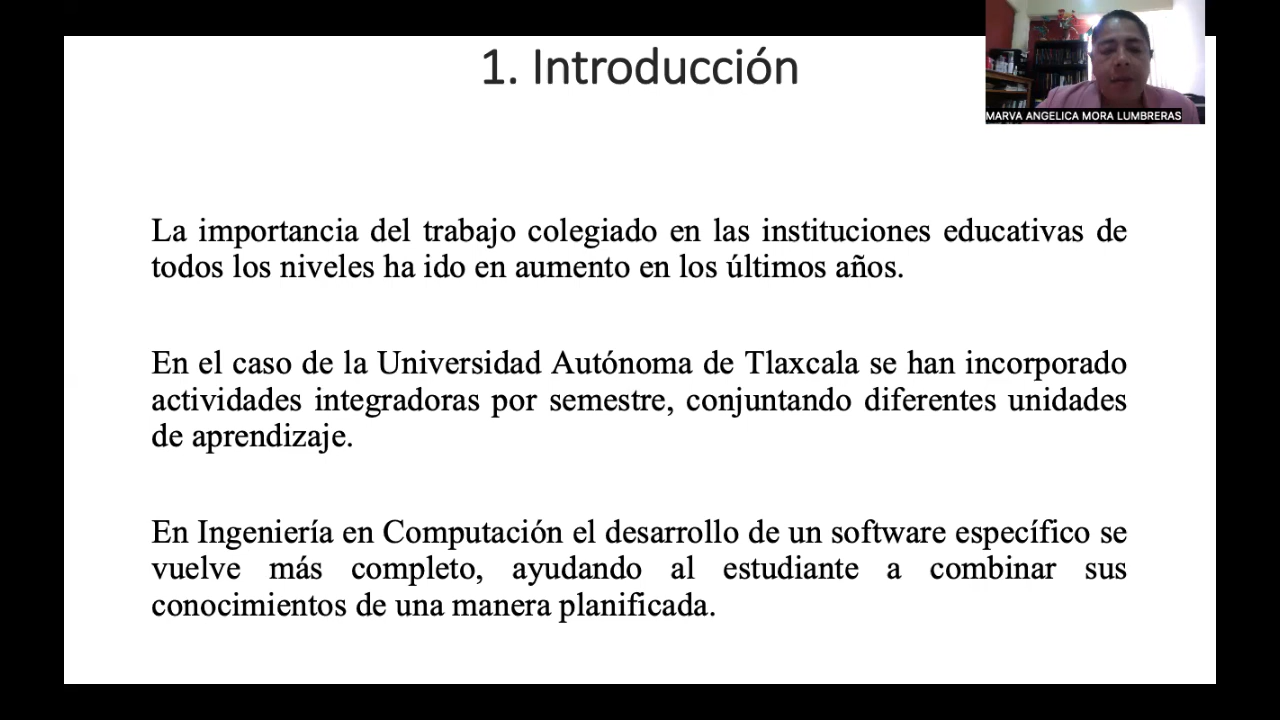 1. Introducción
MARVA ANGELICA MORA LUMBRERAS
La importancia del trabajo colegiado en las instituciones educativas de
todos los niveles ha ido en aumento en los últimos años.
En el caso de la Universidad Autónoma de Tlaxcala se han incorporado
actividades integradoras por semestre, conjuntando diferentes unidades
de aprendizaje.
En Ingeniería en Computación el desarrollo de un software específico se
vuelve más completo, ayudando al estudiante a combinar sus
conocimientos de una manera planificada.